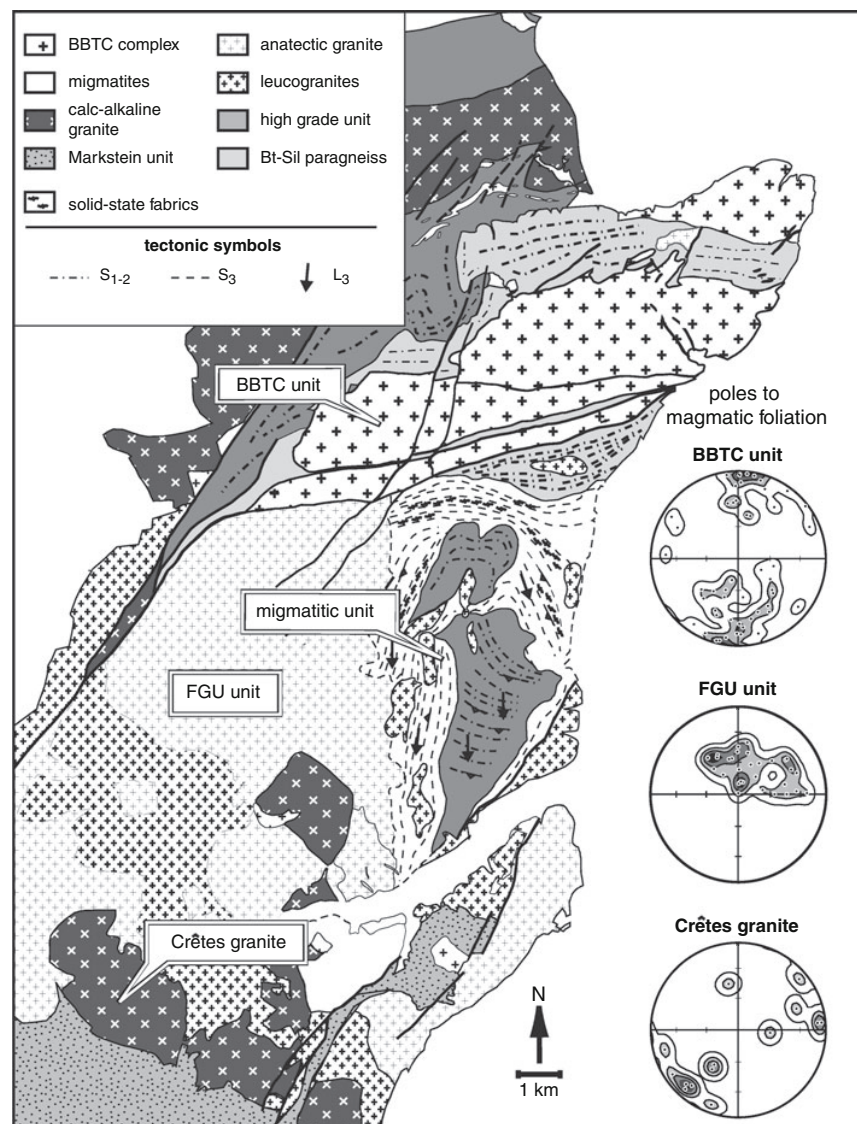 BBTC complex
migmatites
calc-alkaline
granite
Markstein unit
solid-state fabrics
anatectic granite
leucogranites
high grade unit
Bt-Sil paragneiss
tectonic symbols
S1-2 S3 L3
BBTC unit
migmatitic unit
FGU unit
Crêtes granite
N
1 km
poles to
magmatic foliation
BBTC unit
FGU unit
Crêtes granite